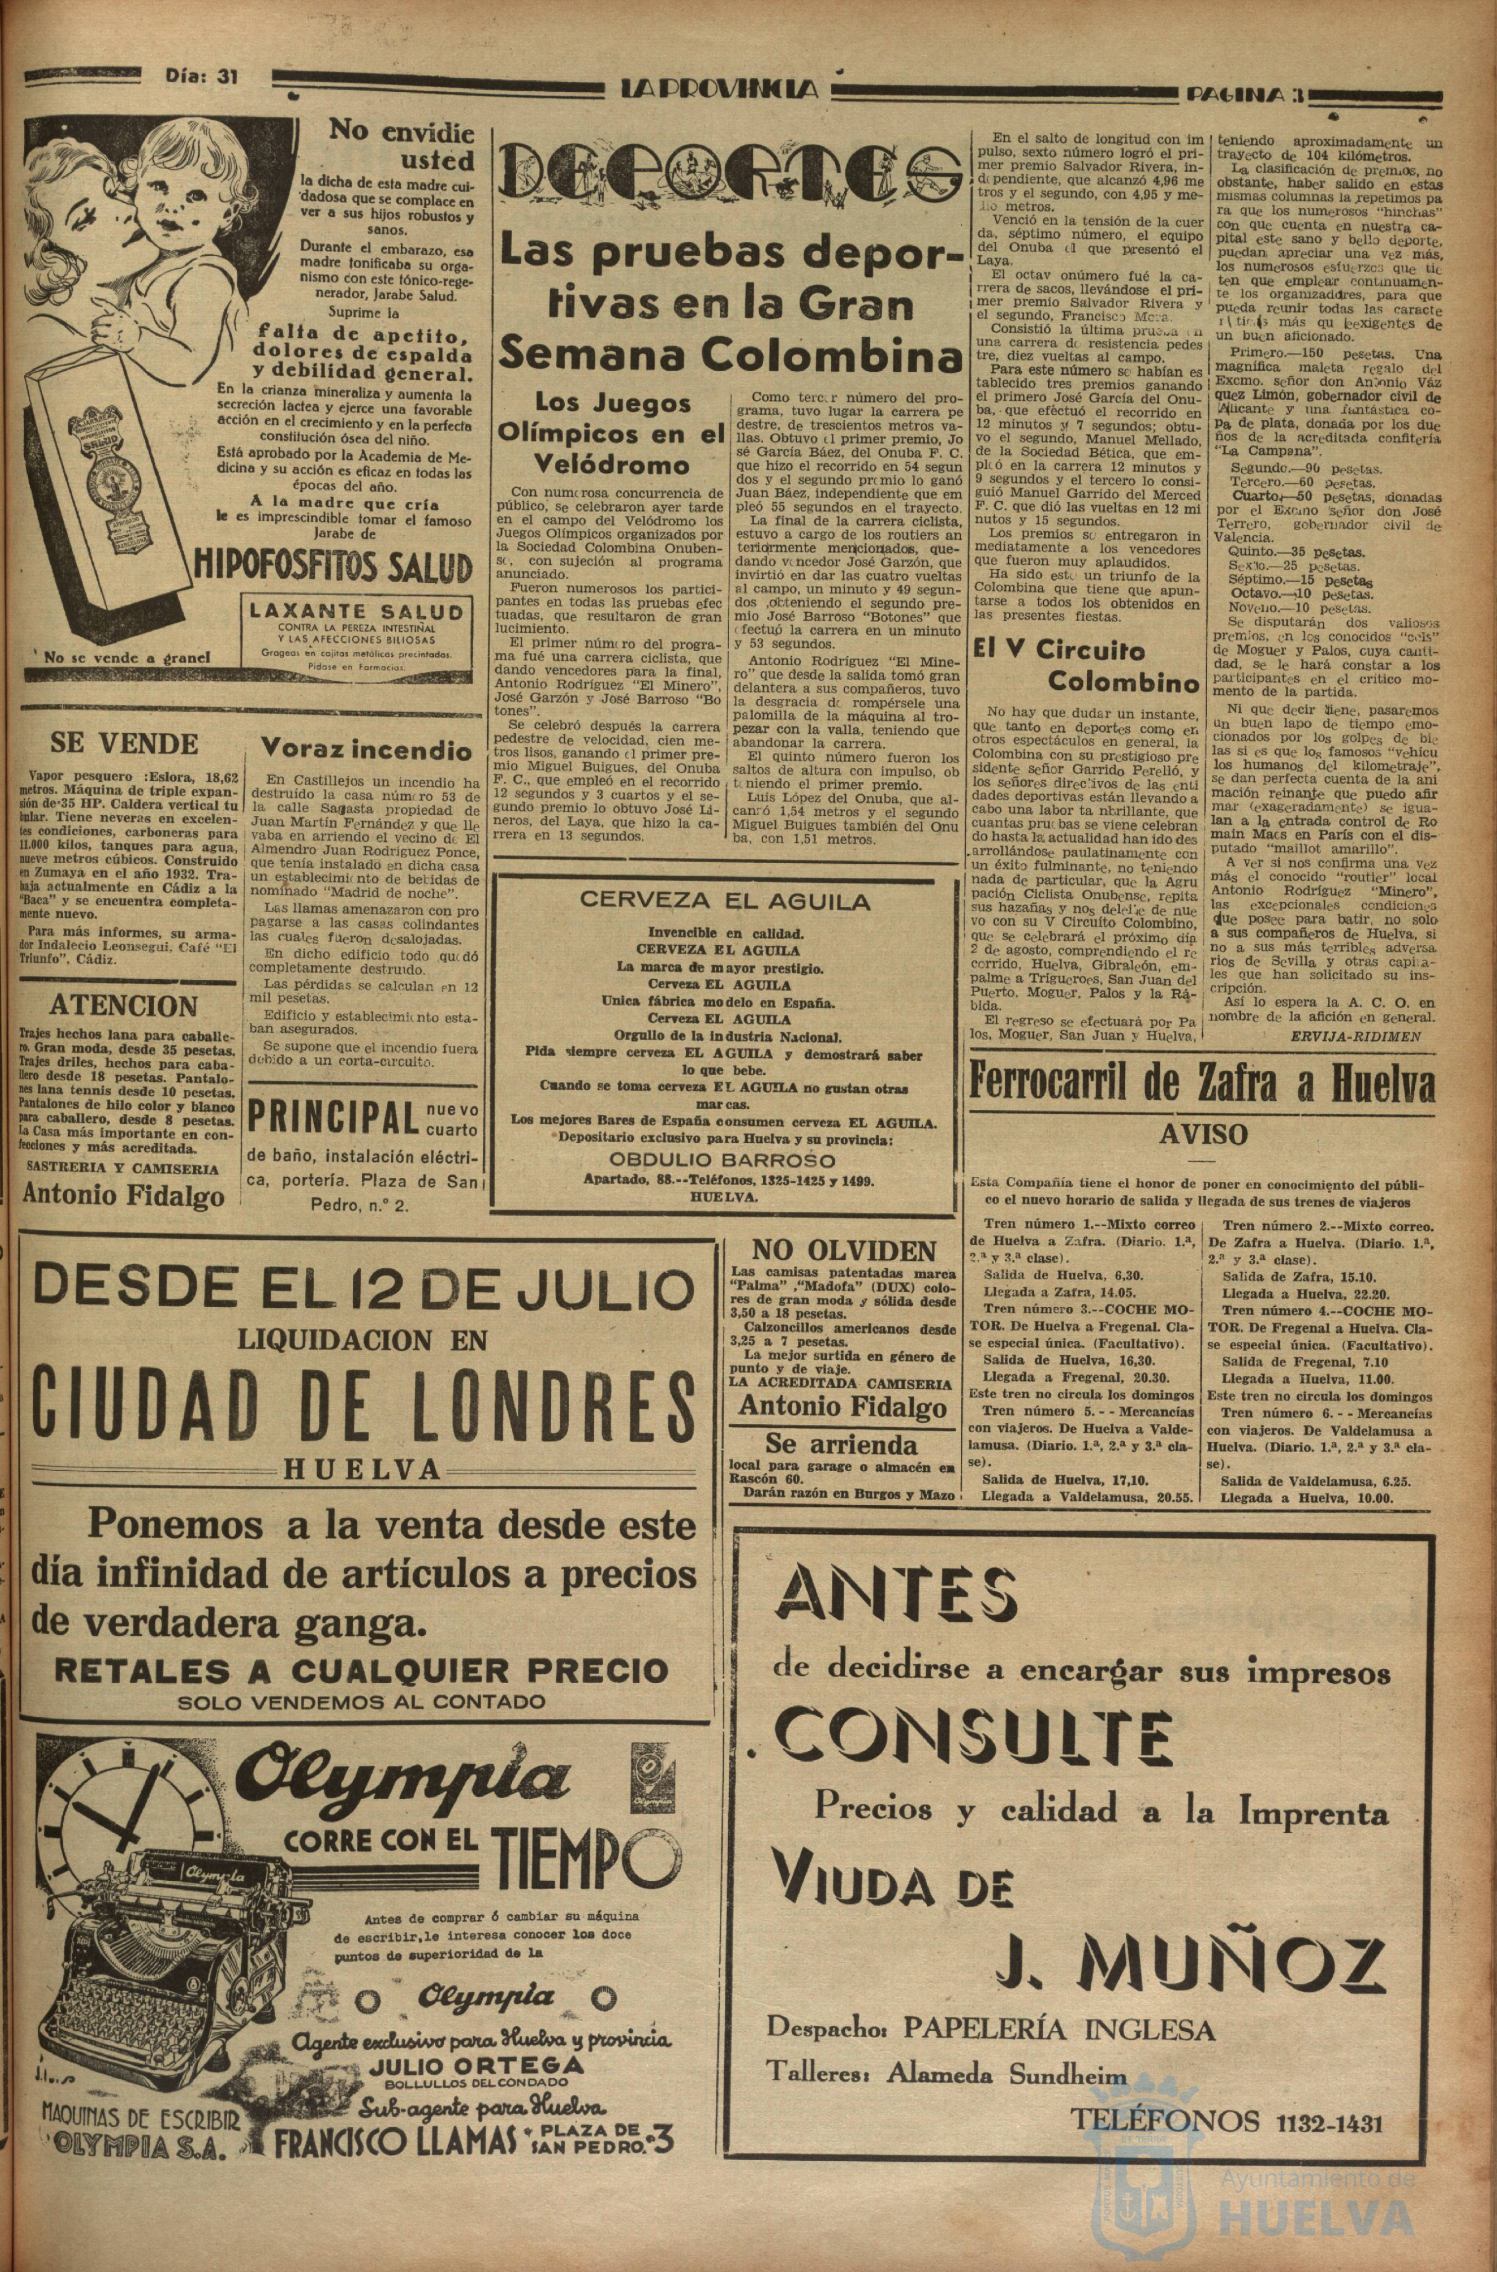 Día: 31
LA PROVINCIA
PAGINA 3
No envidie
usted
la dicha de esta madre cui-
dadosa que se complace en
ver a sus hijos robustos y
sanos.
Durante el embarazo, esa
madre tonificaba su orga-
nismo con este tónico-rege-
nerador, Jarabe Salud.
Suprime la
falta de apetito,
dolores de espalda
y debilidad general.
En la crianza mineraliza y aumenta la
secreción lactea y ejerce una favorable
acción en el crecimiento y en la perfecta
constitución ósea del niño.
Está aprobado por la Academia de Me-
dicina y su acción es eficaz en todas las
épocas del año.
A la madre que cría
le es imprescindible tomar el famoso
Jarabe de
HIPOFOSFITOS SALUD
LAXANTE SALUD
CONTRA LA PEREZA INTESTINAL
Y LAS AFECCIONES BILIOSAS
Grageas en cajitas metálicas precintadas.
Pídase en Farmacias.
No se vende a granel
SE VENDE
Vapor pesquero :Eslora, 18,62
metros. Máquina de triple expan-
sión de 35 HP. Caldera vertical tu
bular. Tiene neveras en excelen-
tes condiciones, carboneras para
11.000 kilos, tanques para agua,
nueve metros cúbicos. Construido
en Zumaya en el año 1932. Tra-
baja actualmente en Cádiz a la
"Baca" y se encuentra completa-
mente nuevo.
Para más informes, su arma-
dor Indalecio Leonsegui. Café "El
Triunfo", Cádiz.
ATENCION
Trajes hechos lana para caballe-
ro. Gran moda, desde 35 pesetas.
Trajes driles, hechos para caba-
llero desde 18 pesetas. Pantalo-
nes lana tennis desde 10 pesetas.
Pantalones de hilo color y blanco
para caballero, desde 8 pesetas.
La Casa más importante en con-
fecciones y más acreditada.
SASTRERIA Y CAMISERIA
Antonio Fidalgo
Voraz incendio
En Castillejos un incendio ha
destruído la casa número 53 de
la calle Sagasta propiedad de
Juan Martín Fernández y que lle
vaba en arriendo el vecino de El
Almendro Juan Rodríguez Ponce,
que tenía instalado en dicha casa
un establecimiento de bebidas de
nominado "Madrid de noche".
Las llamas amenazaron con pro
pagarse a las casas colindantes
las cuales fueron desalojadas.
En dicho edificio todo quedó
completamente destruido.
Las pérdidas se calculan en 12
mil pesetas.
Edificio y establecimiento esta-
ban asegurados.
Se supone que el incendio fuera
debido a un corta-circuíto.
PRINCIPAL nuevo
cuarto
de baño, instalación eléctri-
ca, portería. Plaza de San
Pedro, n.º 2.
DEPORTES
Las pruebas depor-
tivas en la Gran
Semana Colombina
Los Juegos
Olímpicos en el
Velódromo
Con numerosa concurrencia de
público, se celebraron ayer tarde
en el campo del Velódromo los
Juegos Olímpicos organizados por
la Sociedad Colombina Onuben-
se, con sujeción al programa
anunciado.
Fueron numerosos los partici-
pantes en todas las pruebas efec
tuadas, que resultaron de gran
lucimiento.
El primer número del progra-
ma fué una carrera ciclista, que
dando vencedores para la final,
Antonio Rodríguez "El Minero",
José Garzón y José Barroso "Bo
tones".
Se celebró después la carrera
pedestre de velocidad, cien me-
tros lisos, ganando el primer pre-
mio Miguel Buigues, del Onuba
F. C., que empleó en el recorrido
12 segundos y 3 cuartos y el se-
gundo premio lo obtuvo José Li-
neros, del Laya, que hizo la ca-
rrera en 13 segundos.
Como tercer número del pro-
grama, tuvo lugar la carrera pe
destre, de trescientos metros va-
llas. Obtuvo el primer premio, Jo
sé García Báez, del Onuba F. C.
que hizo el recorrido en 54 segun
dos y el segundo premio lo ganó
Juan Báez, independiente que em
pleó 55 segundos en el trayecto.
La final de la carrera ciclista,
estuvo a cargo de los routiers an
teriormente mencionados, que-
dando vencedor José Garzón, que
invirtió en dar las cuatro vueltas
al campo, un minuto y 49 segun-
dos ,obteniendo el segundo pre-
mio José Barroso "Botones" que
efectuó la carrera en un minuto
y 53 segundos.
Antonio Rodríguez "El Mine-
ro" que desde la salida tomó gran
delantera a sus compañeros, tuvo
la desgracia de rompérsele una
palomilla de la máquina al tro-
pezar con la valla, teniendo que
abandonar la carrera.
El quinto número fueron los
saltos de altura con impulso, ob
teniendo el primer premio.
Luis López del Onuba, que al-
canzó 1,54 metros y el segundo
Miguel Buigues también del Onu
ba, con 1,51 metros.
En el salto de longitud con im
pulso, sexto número logró el pri-
mer premio Salvador Rivera, in-
dependiente, que alcanzó 4,96 me
tros y el segundo, con 4,95 y me-
dio metros.
Venció en la tensión de la cuer
da, séptimo número, el equipo
del Onuba al que presentó el
Laya.
El octav onúmero fué la ca-
rrera de sacos, llevándose el pri-
mer premio Salvador Rivera y
el segundo, Francisco Mora.
Consistió la última prueba en
una carrera de resistencia pedes
tre, diez vueltas al campo.
Para este número se habían es
tablecido tres premios ganando
el primero José García del Onu-
ba, que efectuó el recorrido en
12 minutos y 7 segundos; obtu-
vo el segundo, Manuel Mellado,
de la Sociedad Bética, que em-
pleó en la carrera 12 minutos y
9 segundos y el tercero lo consi-
guió Manuel Garrido del Merced
F. C. que dió las vueltas en 12 mi
nutos y 15 segundos.
Los premios se entregaron in
mediatamente a los vencedores
que fueron muy aplaudidos.
Ha sido este un triunfo de la
Colombina que tiene que apun-
tarse a todos los obtenidos en
las presentes fiestas.
El V Circuito
Colombino
No hay que dudar un instante,
que tanto en deportes como en
otros espectáculos en general, la
Colombina con su prestigioso pre
sidente señor Garrido Perelló, y
los señores directivos de las enti
dades deportivas están llevando a
cabo una labor ta nbrillante, que
cuantas pruebas se viene celebran
do hasta la actualidad han ido des
arrollándose paulatinamente con
un éxito fulminante, no teniendo
nada de particular, que la Agru
pación Ciclista Onubense, repita
sus hazañas y nos deleite de nue
vo con su V Circuito Colombino,
que se celebrará el próximo día
2 de agosto, comprendiendo el re
corrido, Huelva, Gibraleón, em-
palme a Trigueroes, San Juan del
Puerto, Moguer, Palos y la Rá-
bida.
El regreso se efectuará por Pa
los, Moguer, San Juan y Huelva,
teniendo aproximadamente un
trayecto de 104 kilómetros.
La clasificación de premios, no
obstante, haber salido en estas
mismas columnas la repetimos pa
ra que los numerosos "hinchas"
con que cuenta en nuestra ca-
pital este sano y bello deporte,
puedan apreciar una vez más,
los numerosos esfuerzos que tie
ten que emplear continuamen-
te los organizadores, para que
pueda reunir todas las caracte
más qu eexigentes de
un buen aficionado.
Primero.—150 pesetas. Una
magnífica maleta regalo del
Excmo. señor don Antonio Váz
quez Limón, gobernador civil de
Alicante y una fantástica co-
pa de plata, donada por los due
ños de la acreditada confitería
"La Campana".
Segundo.—90 pesetas.
Tercero.—60 pesetas.
Cuarto.—50 pesetas, donadas
por el Excmo señor don José
Terrero, gobernador civil de
Valencia.
Quinto.—35 pesetas.
Sexto.—25 pesetas.
Séptimo.—15 pesetas
Octavo.—10 pesetas.
Noveno.—10 pesetas.
Se disputarán dos valiosos
premios, en los conocidos "cols"
de Moguer y Palos, cuya canti-
dad, se le hará constar a los
participantes en el crítico mo-
mento de la partida.
Ni que decir tiene, pasaremos
un buen lapo de tiempo emo-
cionados por los golpes de bie
las si es que los famosos "vehícu
los humanos del kilometraje",
se dan perfecta cuenta de la ani
mación reinante que puedo afir
mar (exageradamente) se igua-
lan a la entrada control de Ro
main Maes en París con el dis-
putado "maillot amarillo".
A ver si nos confirma una vez
más el conocido "routier" local
Antonio Rodríguez "Minero",
las excepcionales condiciones
que posee para batir, no solo
a sus compañeros de Huelva, si
no a sus más terribles adversa
rios de Sevilla y otras capita-
les que han solicitado su ins-
cripción.
Así lo espera la A. C. O. en
nombre de la afición en general.
ERVIJA-RIDIMEN
CERVEZA EL AGUILA
Invencible en calidad.
CERVEZA EL AGUILA
La marca de mayor prestigio.
Cerveza EL AGUILA
Unica fábrica modelo en España.
Cerveza EL AGUILA
Orgullo de la industria Nacional.
Pida siempre cerveza EL AGUILA y demostrará saber
lo que bebe.
Cuando se toma cerveza EL AGUILA no gustan otras
marcas.
Los mejores Bares de España consumen cerveza EL AGUILA.
Depositario exclusivo para Huelva y su provincia:
OBDULIO BARROSO
Apartado, 88.--Teléfonos, 1325-1425 y 1499.
HUELVA.
Ferrocarril de Zafra a Huelva
AVISO
Esta Compañía tiene el honor de poner en conocimiento del públi-
co el nuevo horario de salida y llegada de sus trenes de viajeros
Tren número 1.--Mixto correo
de Huelva a Zafra. (Diario. 1.ª,
2.ª y 3.ª clase).
Salida de Huelva, 6,30.
Llegada a Zafra, 14.05.
Tren número 3.--COCHE MO-
TOR. De Huelva a Fregenal. Cla-
se especial única. (Facultativo).
Salida de Huelva, 16,30.
Llegada a Fregenal, 20.30.
Este tren no circula los domingos
Tren número 5. - - Mercancías
con viajeros. De Huelva a Valde-
lamusa. (Diario. 1.ª, 2.ª y 3.ª cla-
se).
Salida de Huelva, 17,10.
Llegada a Valdelamusa, 20.55.
Tren número 2.--Mixto correo.
De Zafra a Huelva. (Diario. 1.ª,
2.ª y 3.ª clase).
Salida de Zafra, 15.10.
Llegada a Huelva, 22.20.
Tren número 4.--COCHE MO-
TOR. De Fregenal a Huelva. Cla-
se especial única. (Facultativo).
Salida de Fregenal, 7.10
Llegada a Huelva, 11.00.
Este tren no circula los domingos
Tren número 6. - - Mercancías
con viajeros. De Valdelamusa a
Huelva. (Diario. 1.ª, 2.ª y 3.ª cla-
se).
Salida de Valdelamusa, 6.25.
Llegada a Huelva, 10.00.
DESDE EL 12 DE JULIO
LIQUIDACION EN
CIUDAD DE LONDRES
HUELVA
Ponemos a la venta desde este
día infinidad de artículos a precios
de verdadera ganga.
RETALES A CUALQUIER PRECIO
SOLO VENDEMOS AL CONTADO
NO OLVIDEN
Las camisas patentadas marca
"Palma" ,"Madofa" (DUX) colo-
res de gran moda y sólida desde
3,50 a 18 pesetas.
Calzoncillos americanos desde
3,25 a 7 pesetas.
La mejor surtida en género de
punto y de viaje.
LA ACREDITADA CAMISERIA
Antonio Fidalgo
Se arrienda
local para garage o almacén en
Rascón 60.
Darán razón en Burgos y Mazo
Olympia
CORRE CON EL TIEMPO
Olympia
Antes de comprar ó cambiar su máquina
de escribir,le interesa conocer los doce
puntos de superioridad de la
Olympia
Agente exclusivo para Huelva y provincia
JULIO ORTEGA
BOLLULLOS DEL CONDADO
Sub-agente para Huelva
FRANCISCO LLAMAS • PLAZA DE
SAN PEDRO.-3
MAQUINAS DE ESCRIBIR
OLYMPIA S.A.
ANTES
de decidirse a encargar sus impresos
CONSULTE
Precios y calidad a la Imprenta
VIUDA DE
J. MUÑOZ
Despacho: PAPELERÍA INGLESA
Talleres: Alameda Sundheim
TELÉFONOS 1132-1431
Ayuntamiento de
HUELVA